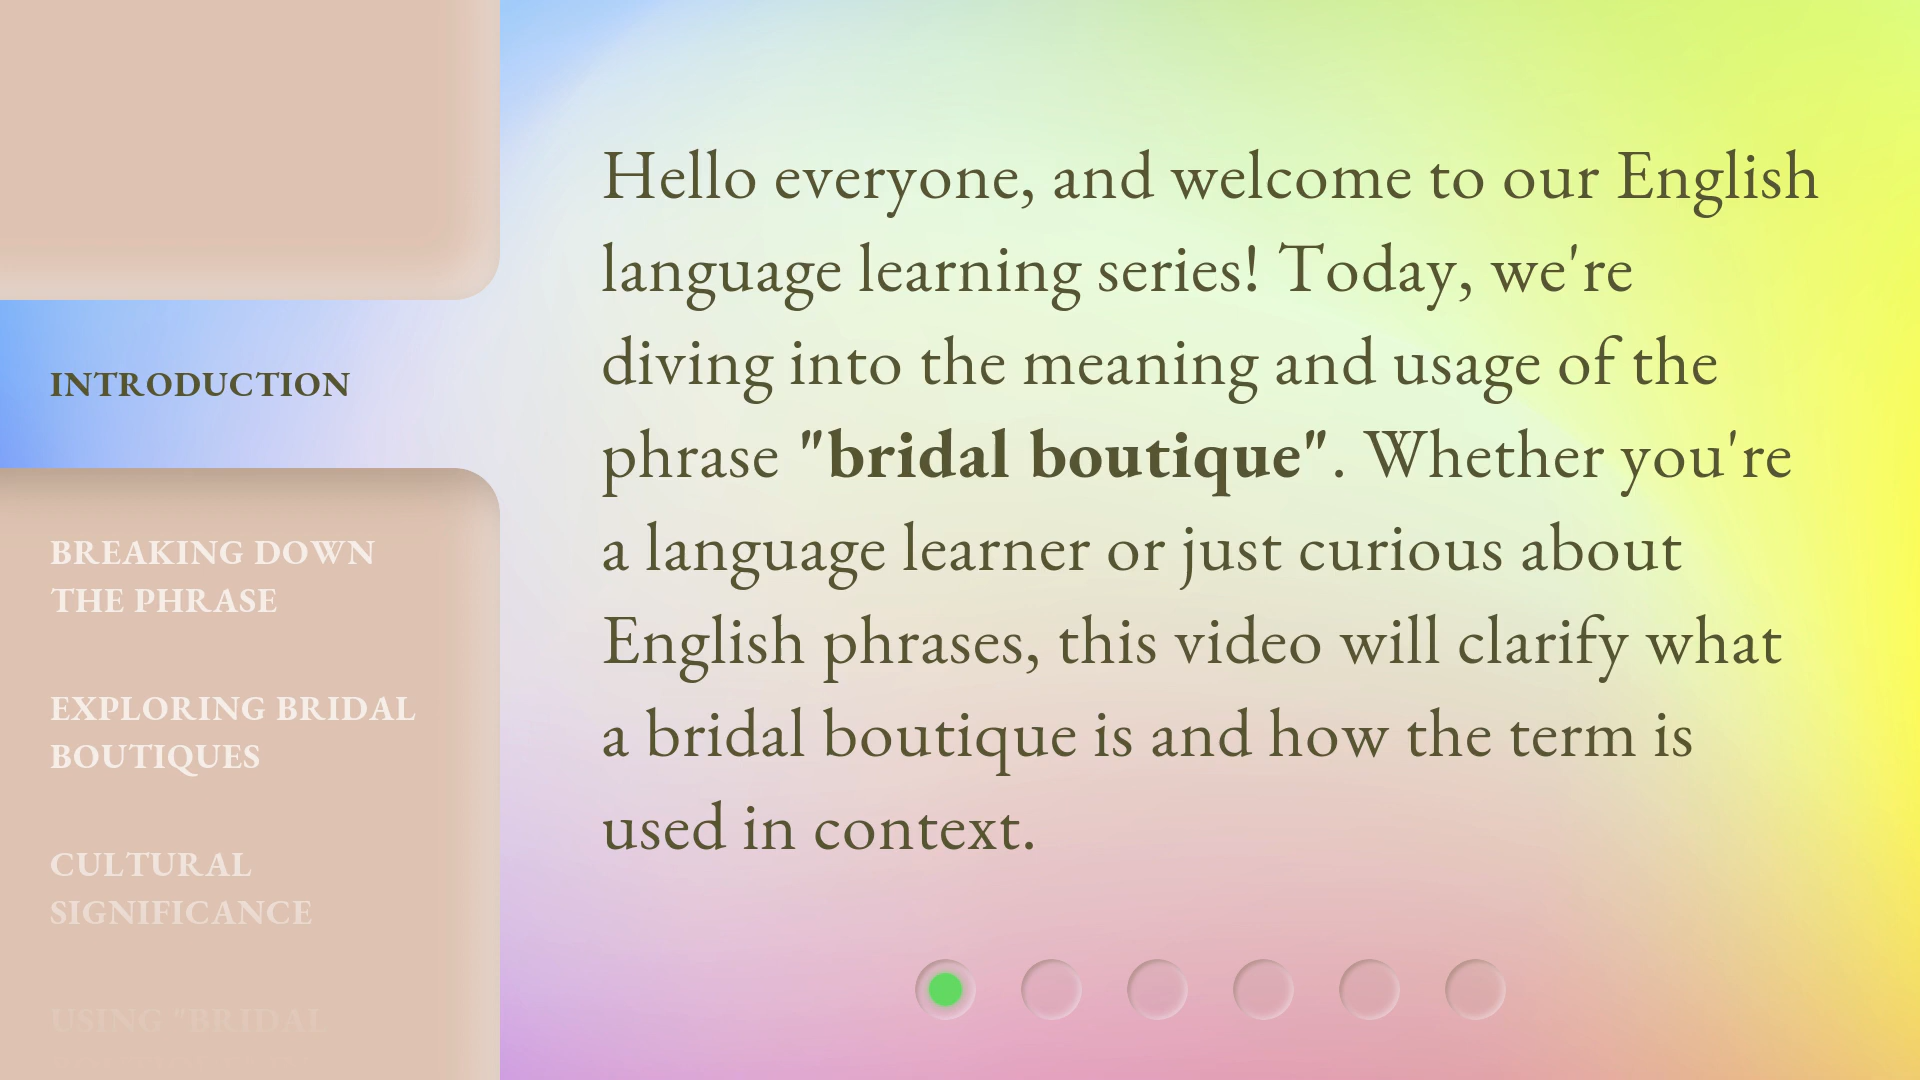 INTRODUCTION
BREAKING DOWN
THE PHRASE
EXPLORING BRIDAL
BOUTIQUES
CULTURAL
SIGNIFICANCE
USING "BRIDAL
Hello everyone, and welcome to our English
language learning series! Today, we're
diving into the meaning and usage of the
phrase "bridal boutique". Whether you're
a language learner or just curious about
English phrases, this video will clarify what
a bridal boutique is and how the term is
used in context.